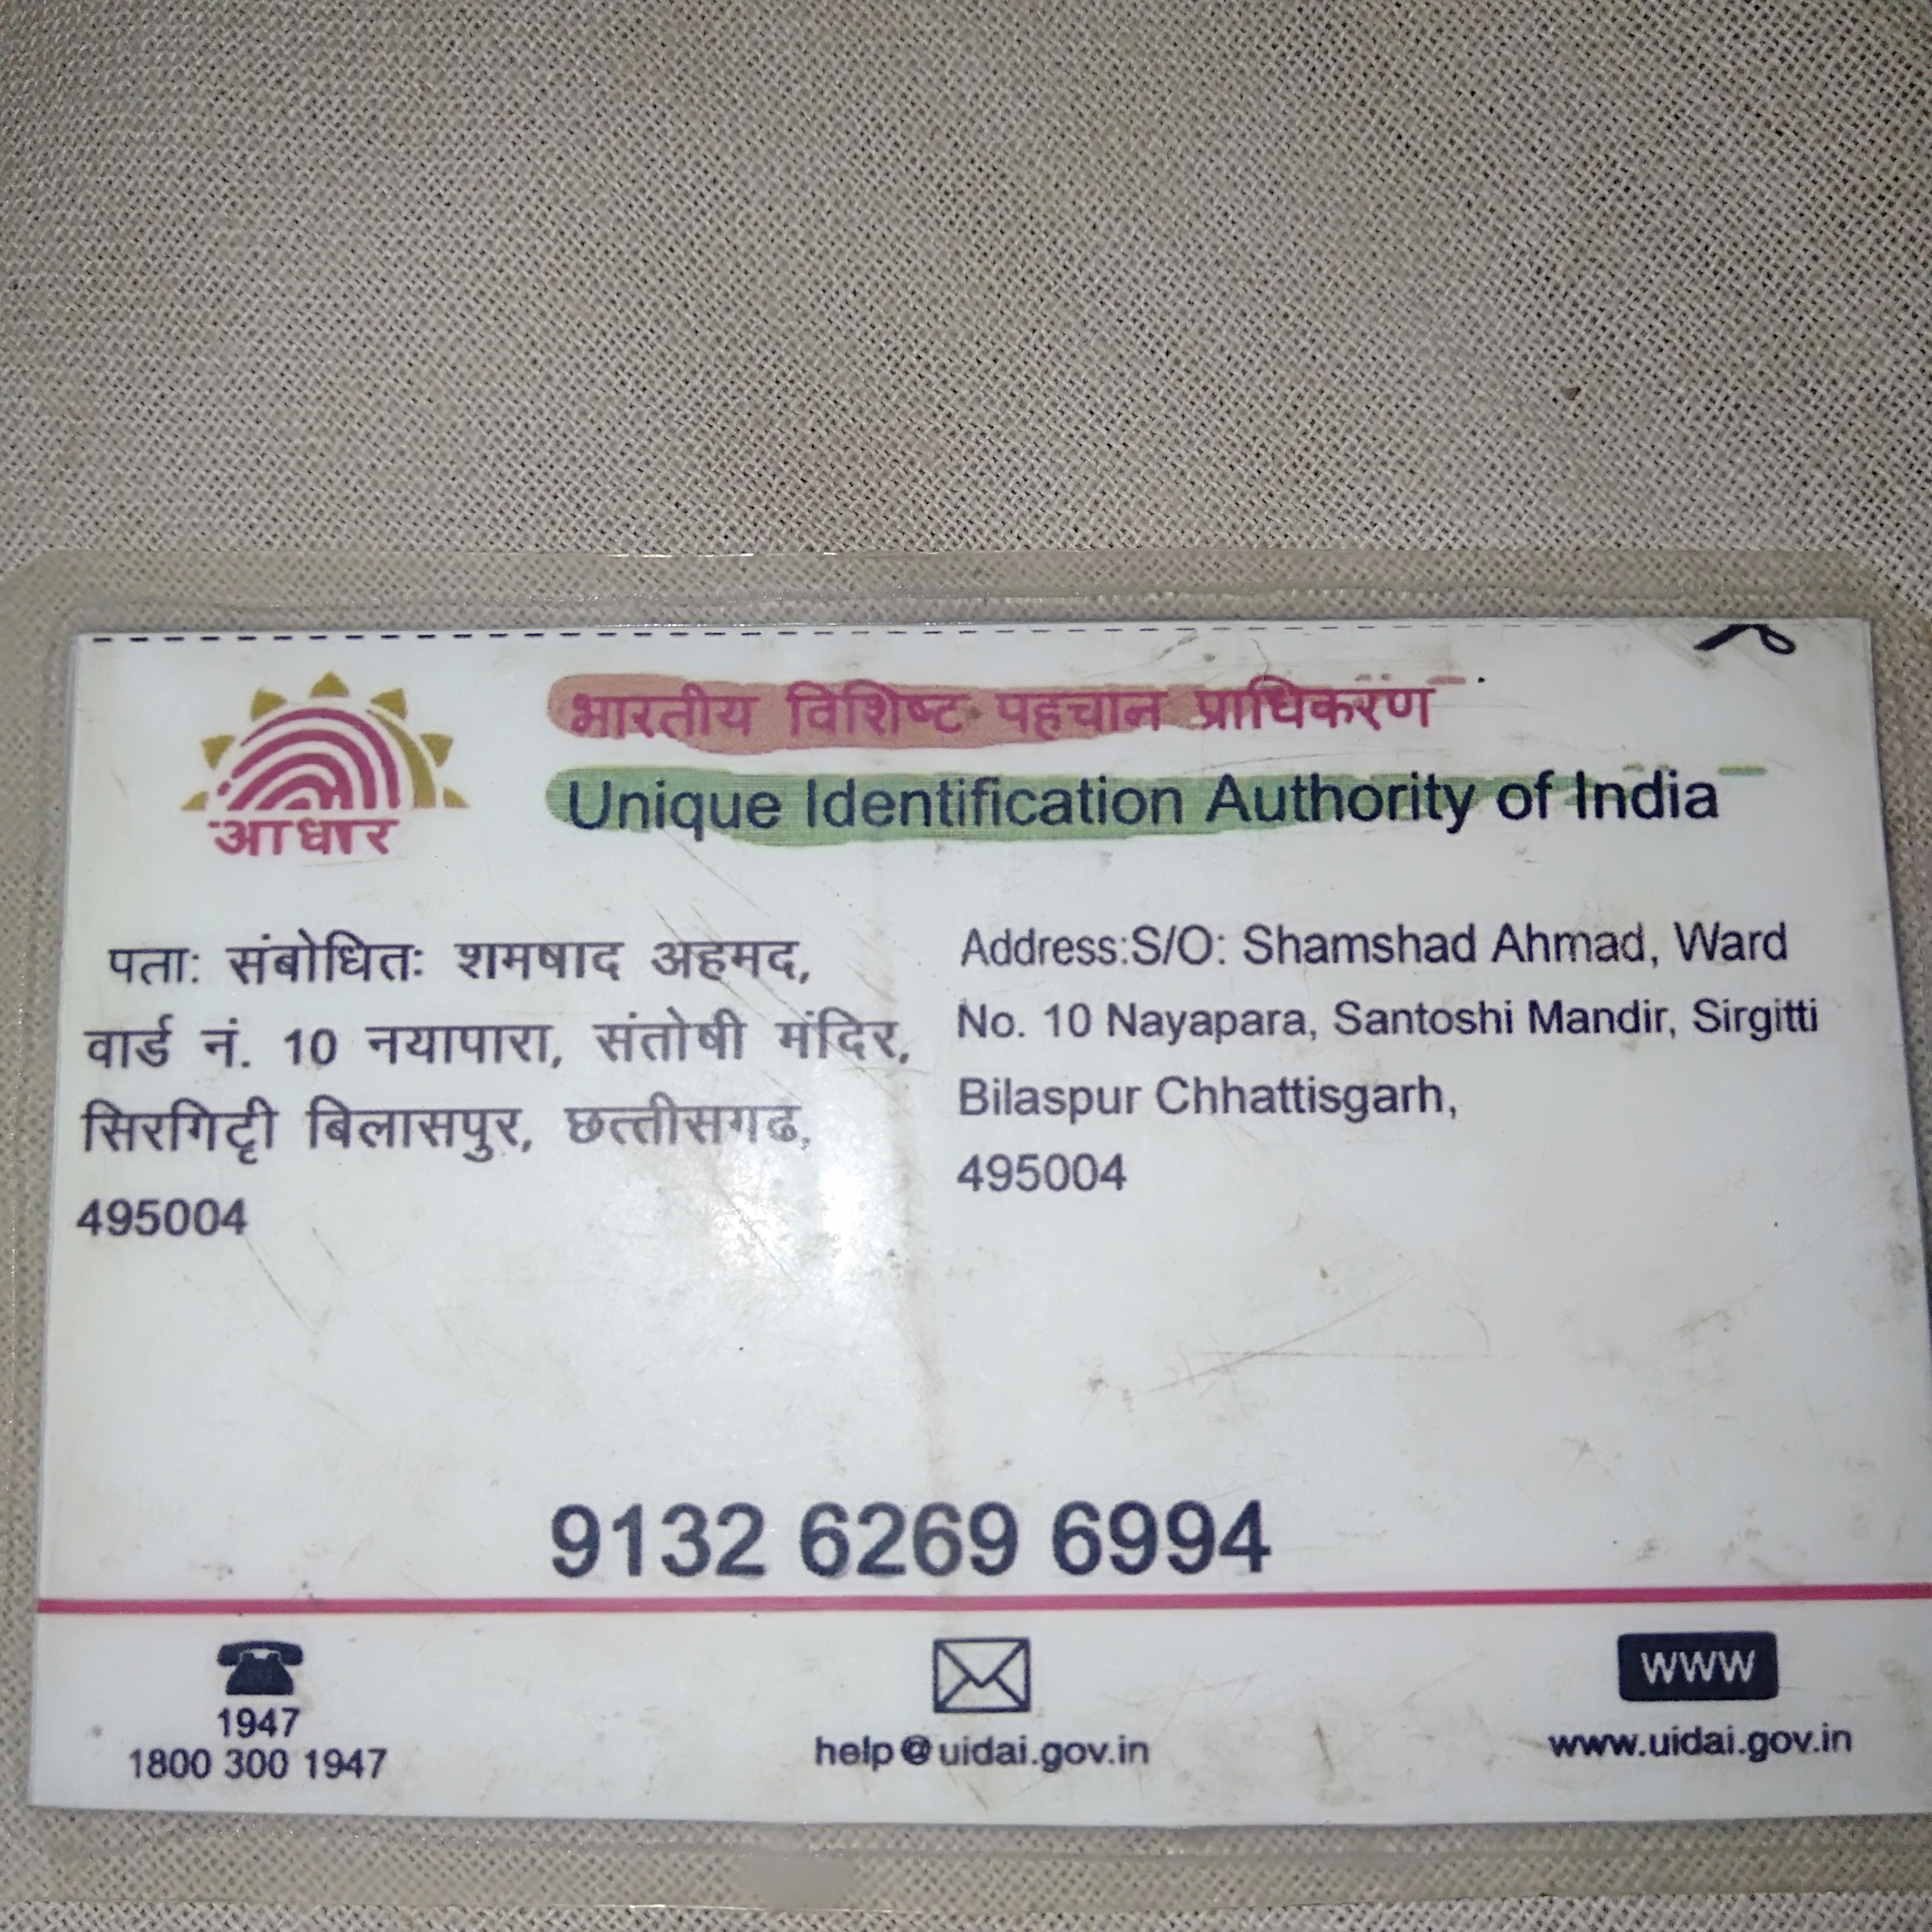 आधार
भारतीय विशिष्ट पहचान प्राधिकरण
Unique Identification Authority of India
पता: संबोधितः शमषाद अहमद,
वार्ड नं. 10 नयापारा, संतोषी मंदिर,
सिरगिट्टी बिलासपुर, छत्तीसगढ,
495004
Address:S/O: Shamshad Ahmad, Ward
No. 10 Nayapara, Santoshi Mandir, Sirgitti
Bilaspur Chhattisgarh,
495004
9132 6269 6994
1947
1800 300 1947
help@uidai.gov.in
www
www.uidai.gov.in